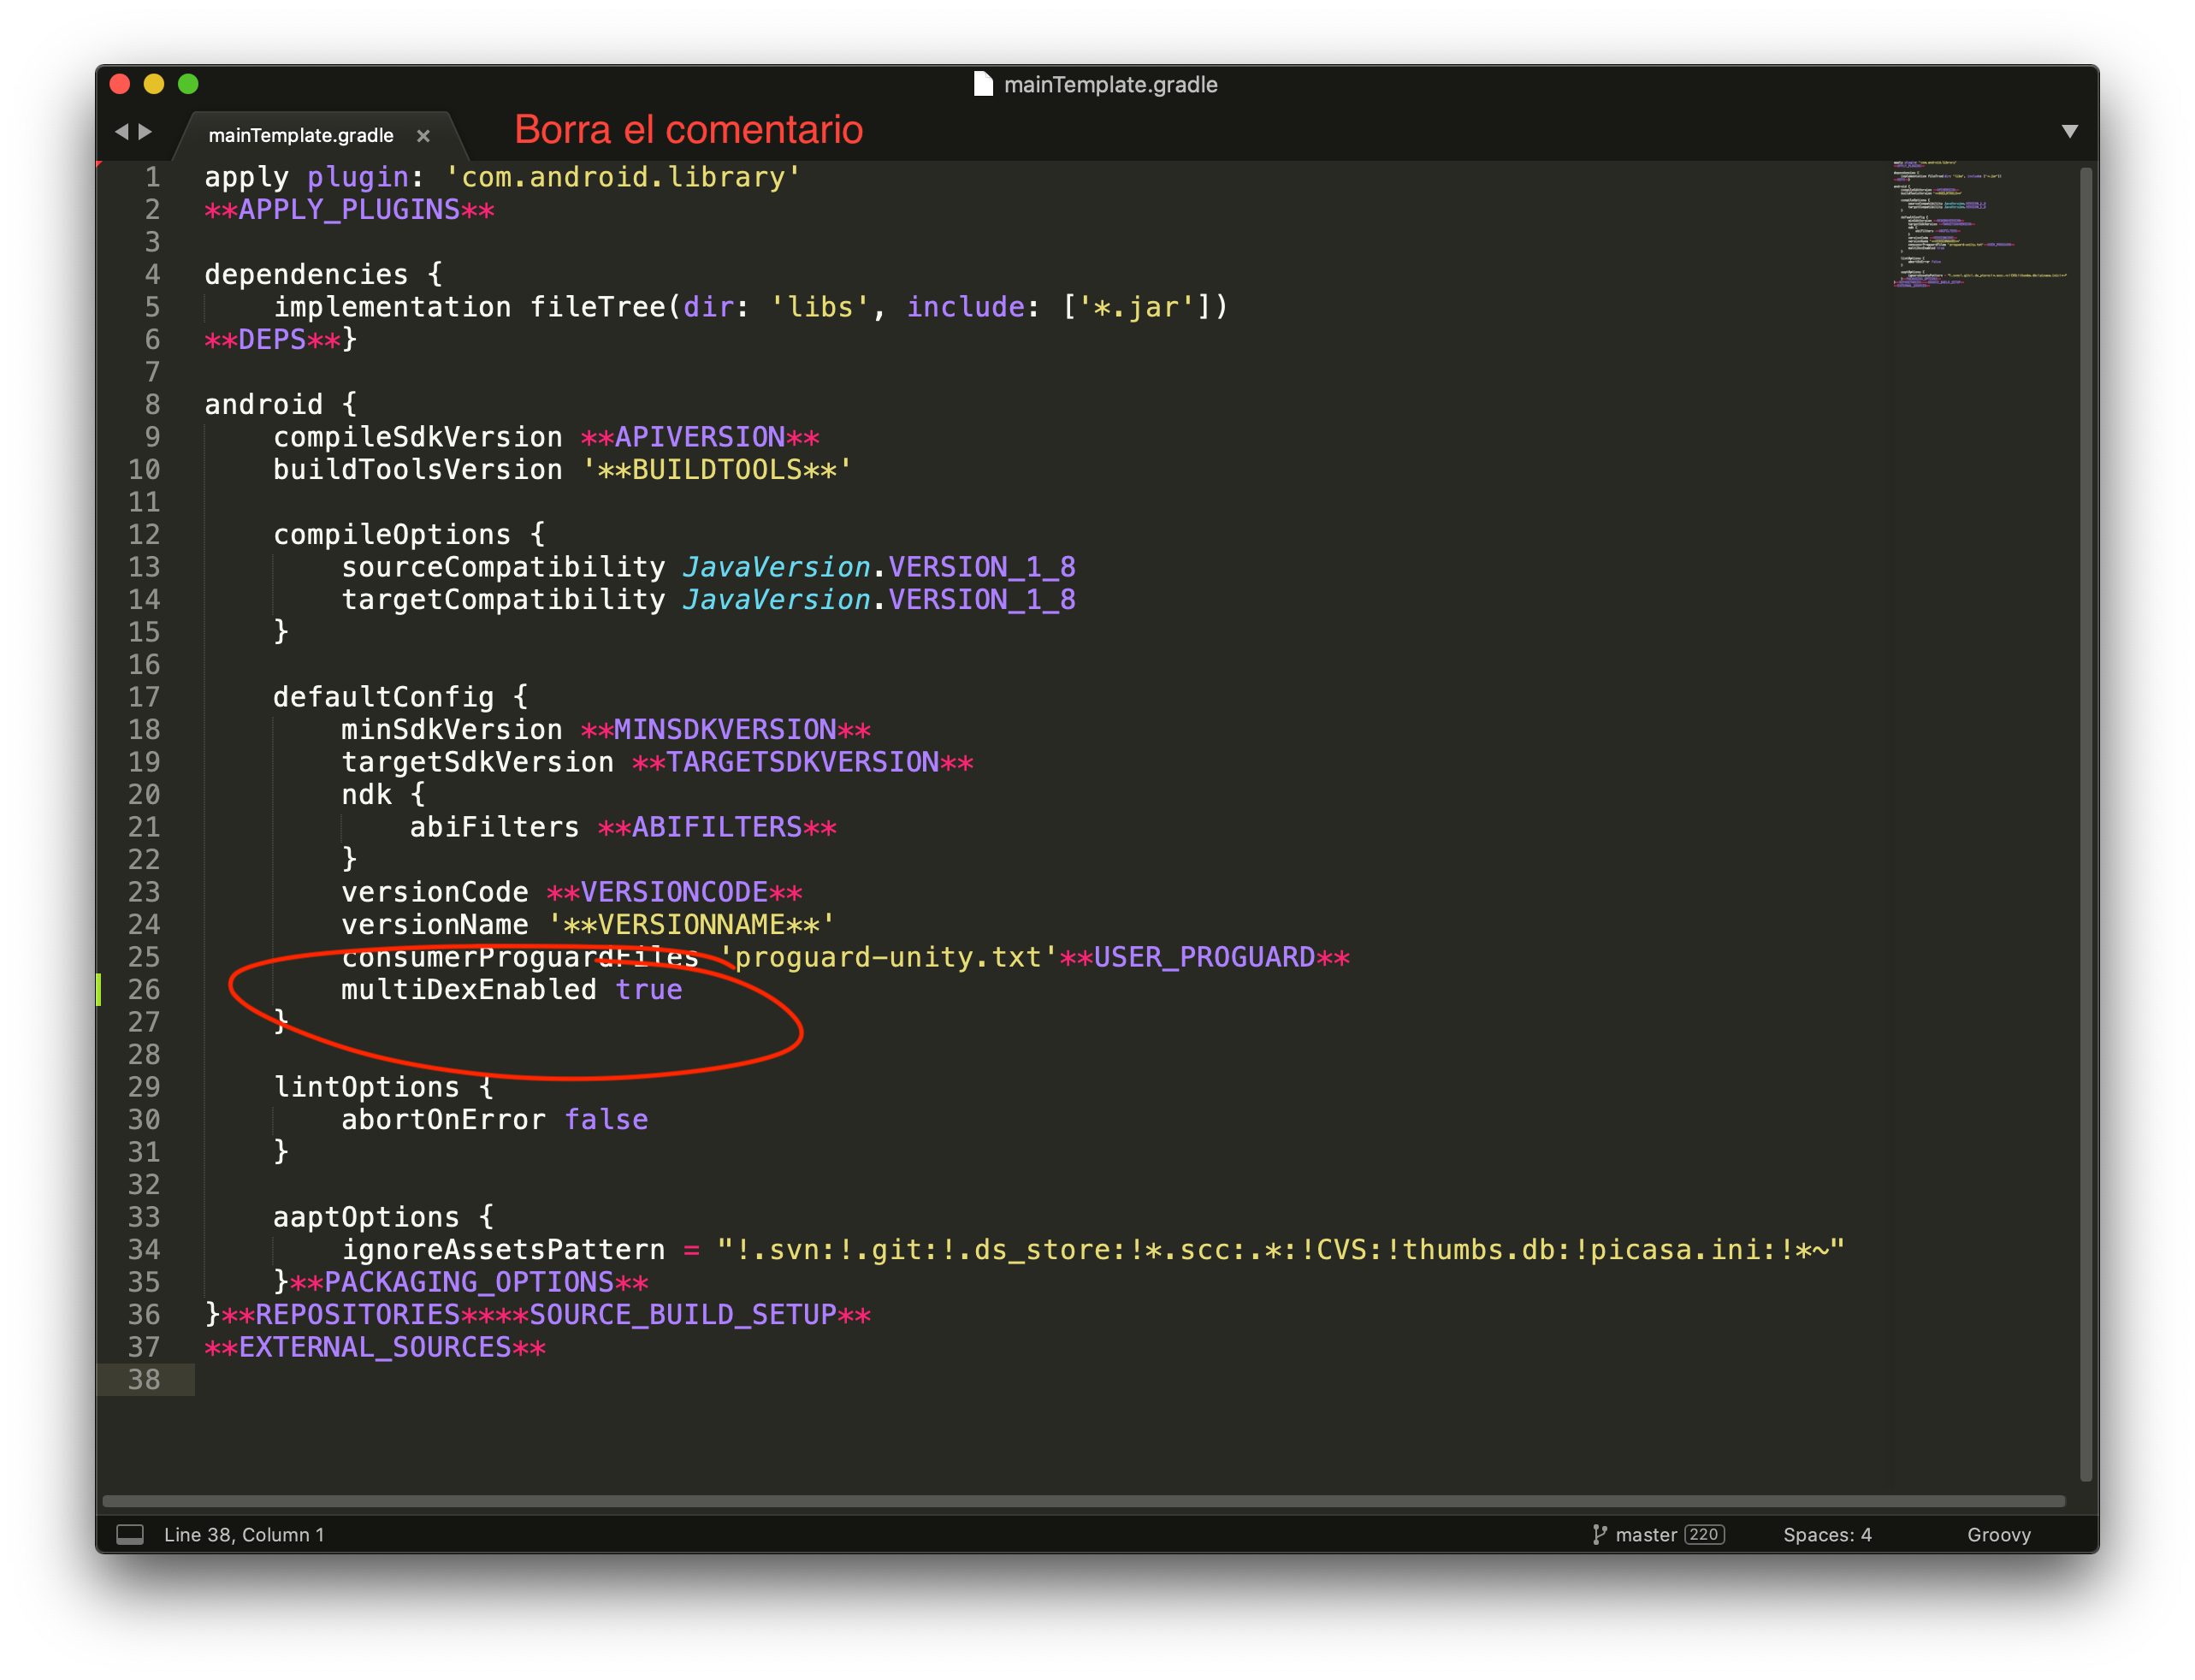 mainTemplate.gradle
mainTemplate.gradle ×
Borra el comentario
1 apply plugin: 'com.android.library'
2 **APPLY_PLUGINS**
3
4 dependencies {
5     implementation fileTree(dir: 'libs', include: ['*.jar'])
6 **DEPS**}
7
8 android {
9     compileSdkVersion **APIVERSION**
10     buildToolsVersion '**BUILDTOOLS**'
11
12     compileOptions {
13         sourceCompatibility JavaVersion.VERSION_1_8
14         targetCompatibility JavaVersion.VERSION_1_8
15     }
16
17     defaultConfig {
18         minSdkVersion **MINSDKVERSION**
19         targetSdkVersion **TARGETSDKVERSION**
20         ndk {
21             abiFilters **ABIFILTERS**
22         }
23         versionCode **VERSIONCODE**
24         versionName '**VERSIONNAME**'
25         consumerProguardFiles 'proguard-unity.txt'**USER_PROGUARD**
26         multiDexEnabled true
27     }
28
29     lintOptions {
30         abortOnError false
31     }
32
33     aaptOptions {
34         ignoreAssetsPattern = "!.svn:!.git:!.ds_store:!*.scc:.*:!CVS:!thumbs.db:!picasa.ini:!*~"
35     }**PACKAGING_OPTIONS**
36 }**REPOSITORIES****SOURCE_BUILD_SETUP**
37 **EXTERNAL_SOURCES**
38
Line 38, Column 1 master 220 Spaces: 4 Groovy